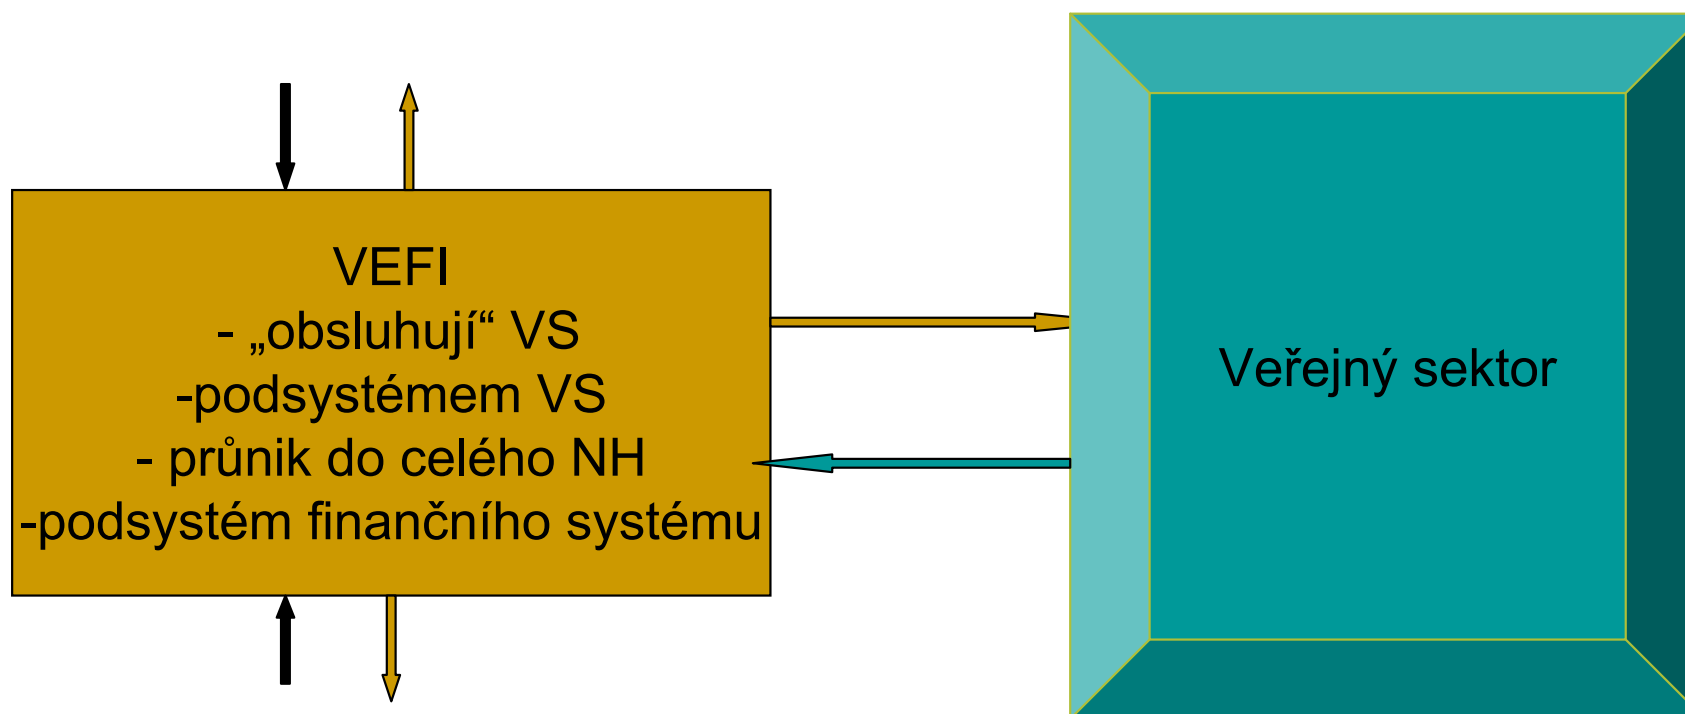 VEFI
- „obsluhují“ VS
-podsystémem VS
- průnik do celého NH
-podsystém finančního systému
Veřejný sektor